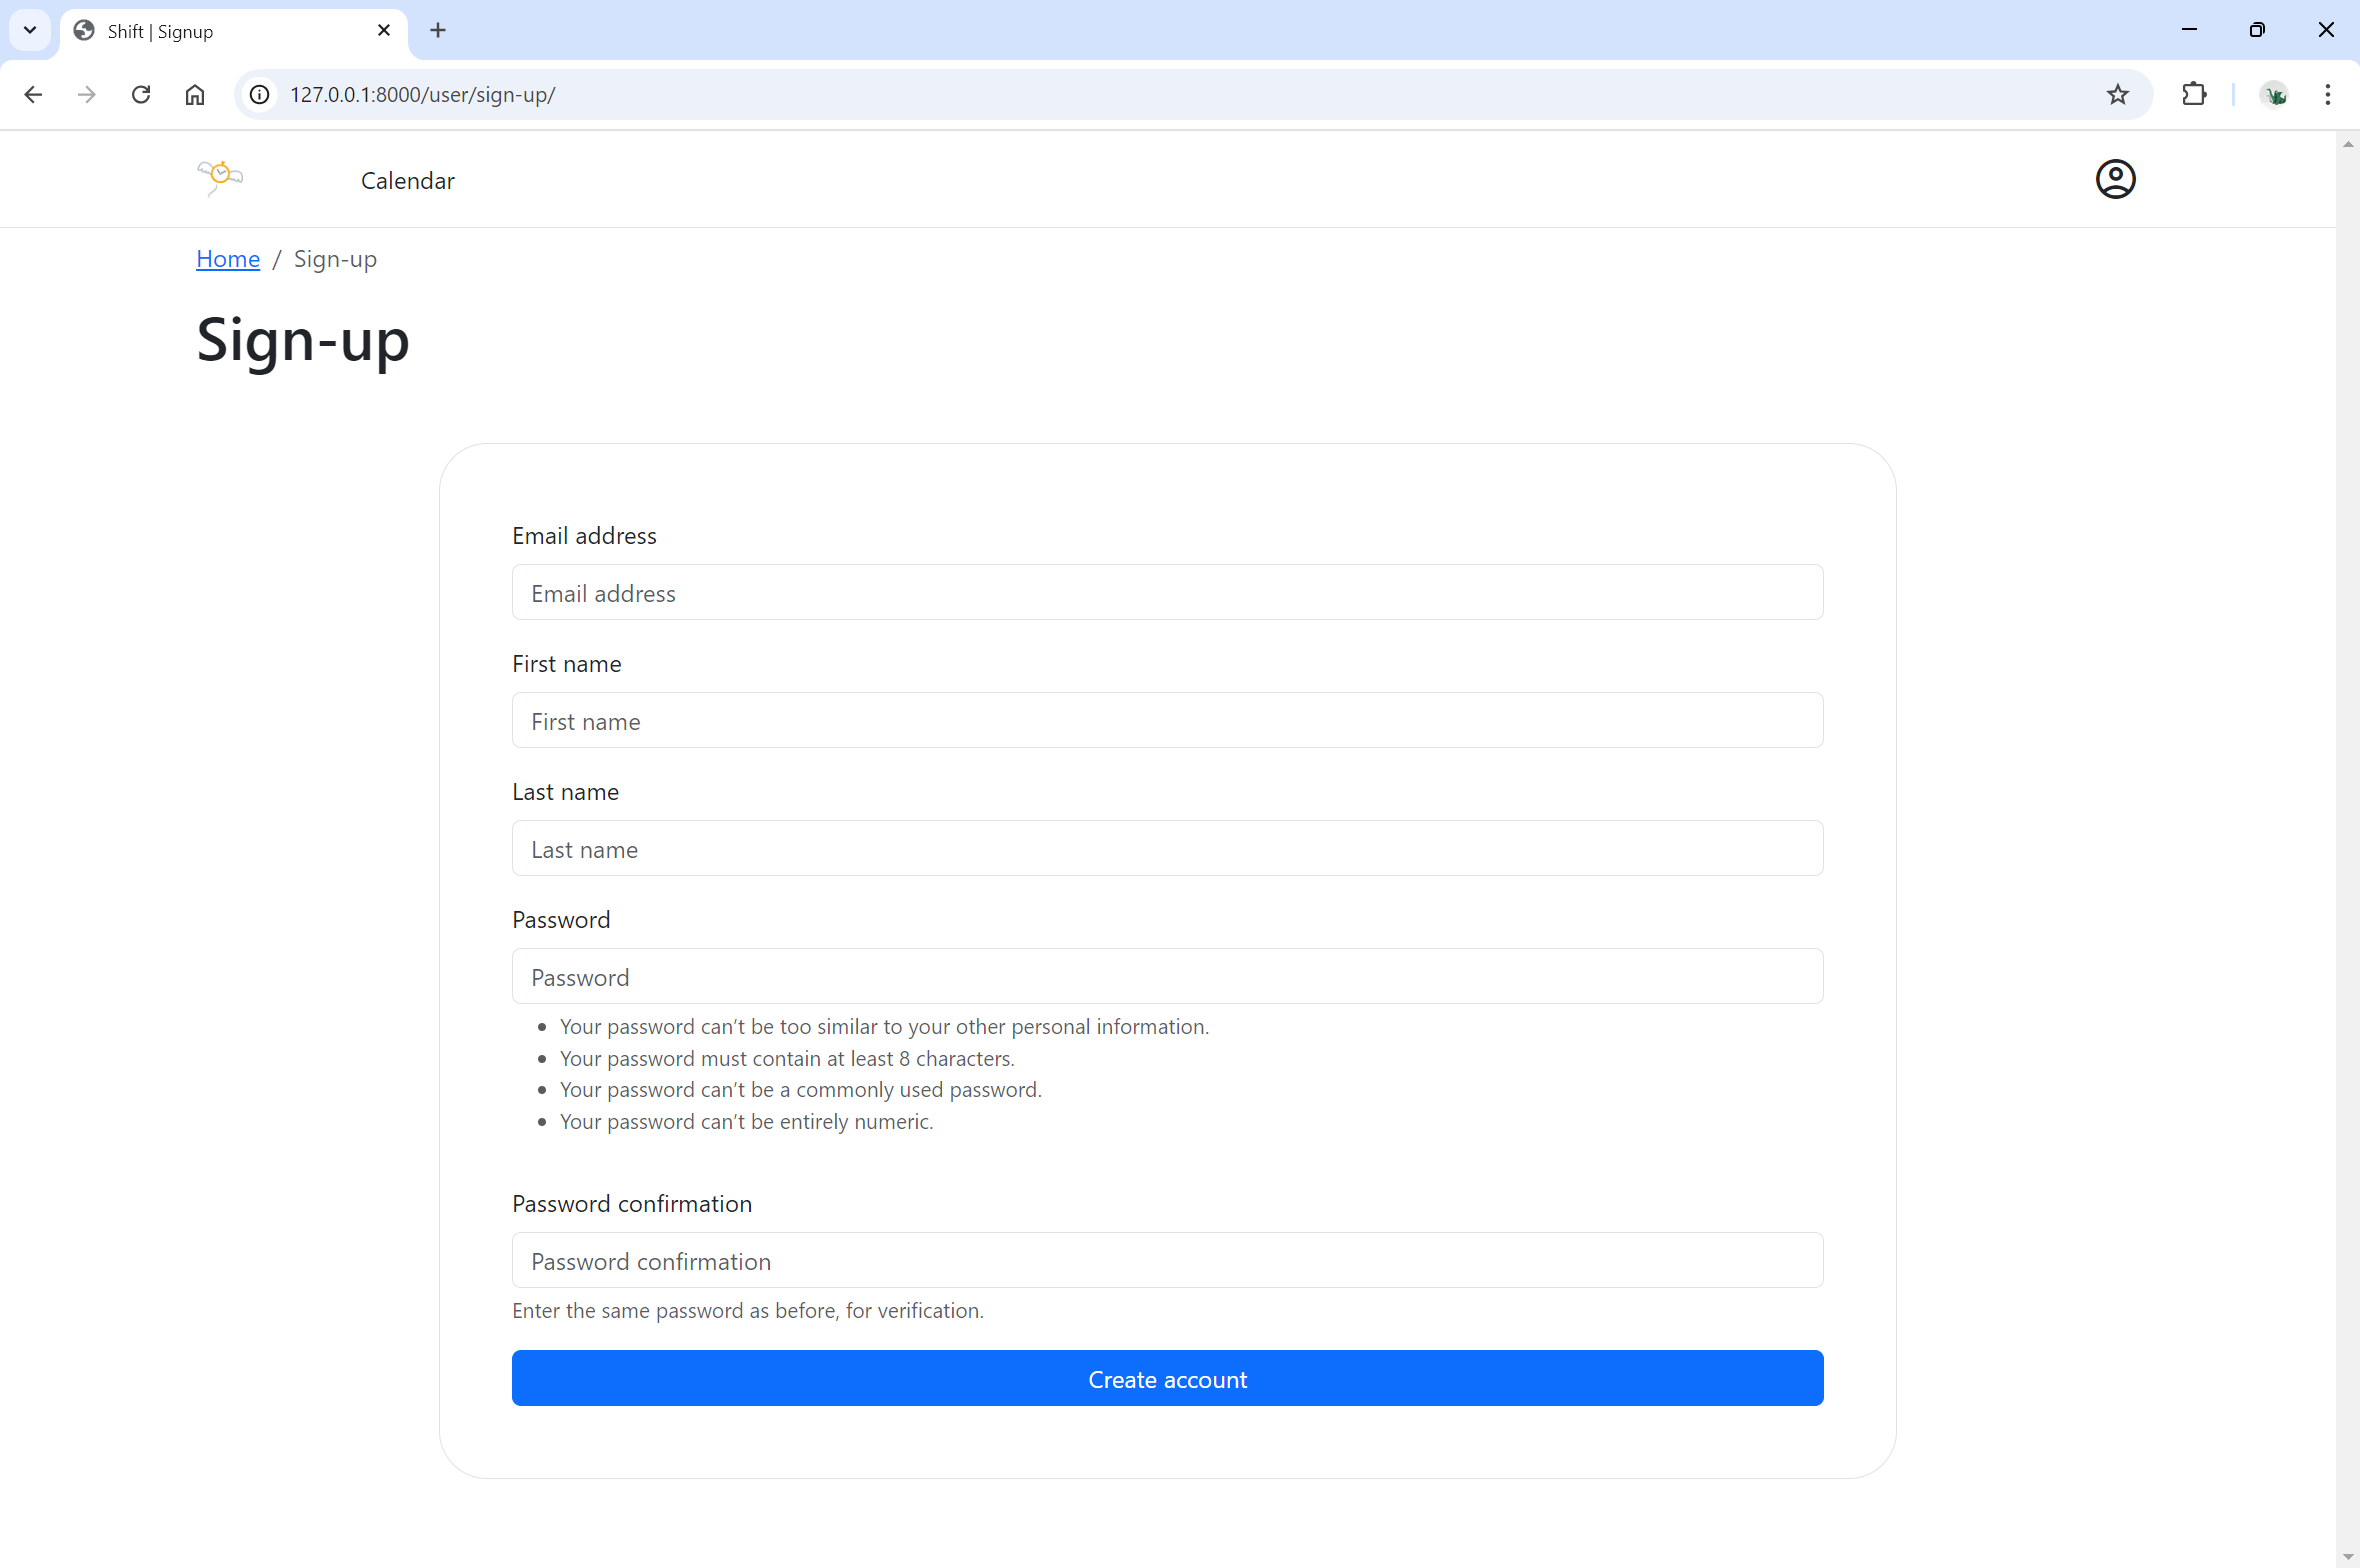 Shift | Signup
127.0.0.1:8000/user/sign-up/
Calendar
Home / Sign-up
Sign-up
Email address
Email address
First name
First name
Last name
Last name
Password
Password
Your password can’t be too similar to your other personal information.
Your password must contain at least 8 characters.
Your password can’t be a commonly used password.
Your password can’t be entirely numeric.
Password confirmation
Password confirmation
Enter the same password as before, for verification.
Create account